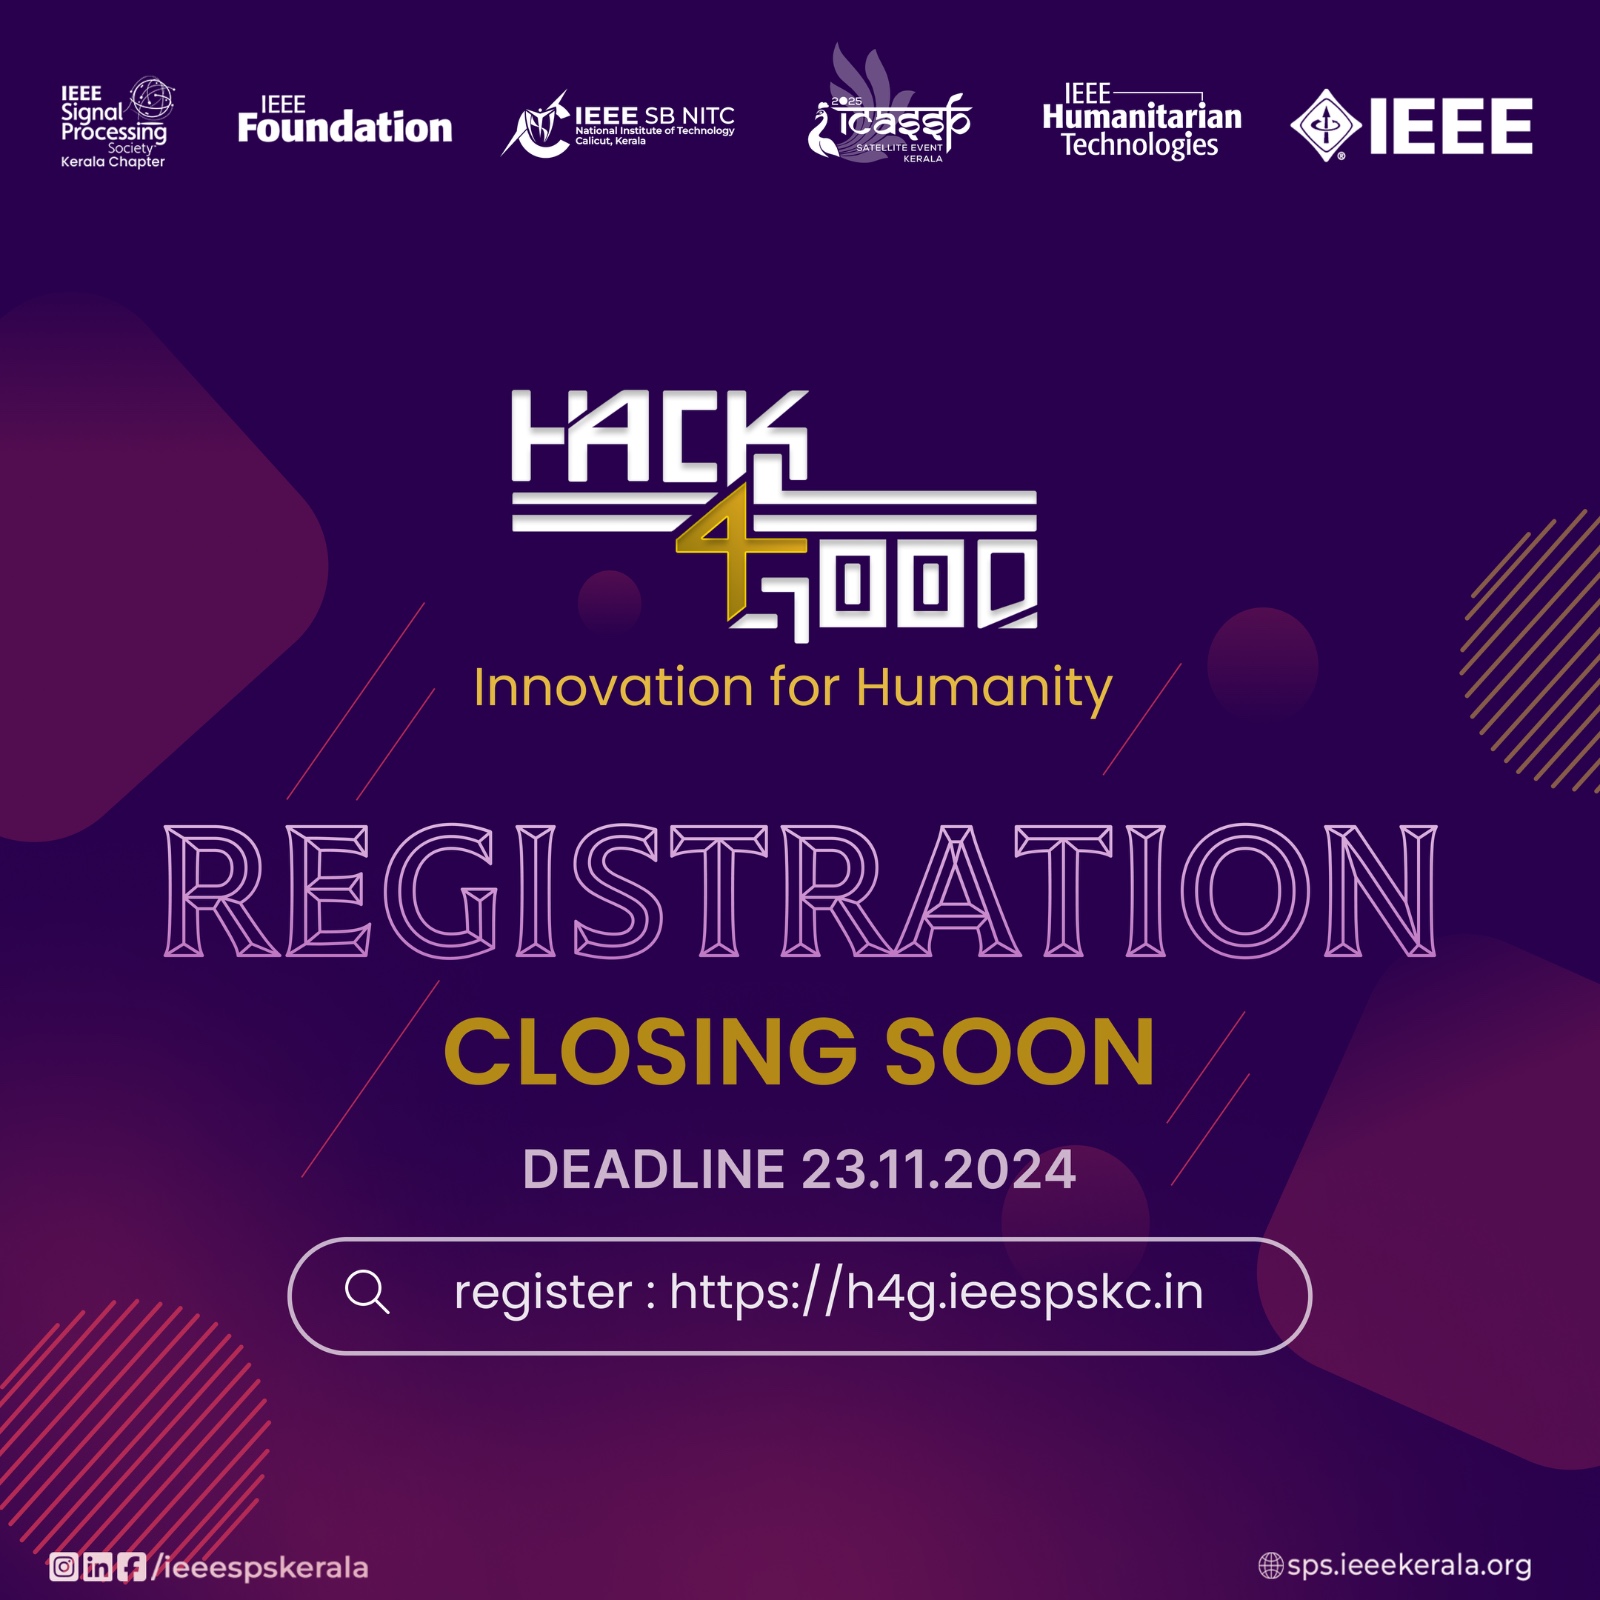 IEEE
Signal
Processing
Society
Kerala Chapter
IEEE
Foundation
IEEE SB NITC
National Institute of Technology
Calicut, Kerala
2025
icassp
SATELLITE EVENT
KERALA
IEEE
Humanitarian
Technologies
IEEE
HACK
4
GOOD
Innovation for Humanity
REGISTRATION
CLOSING SOON
DEADLINE 23.11.2024
register : https://h4g.ieespskc.in
/ieeespskerala
sps.ieeekerala.org